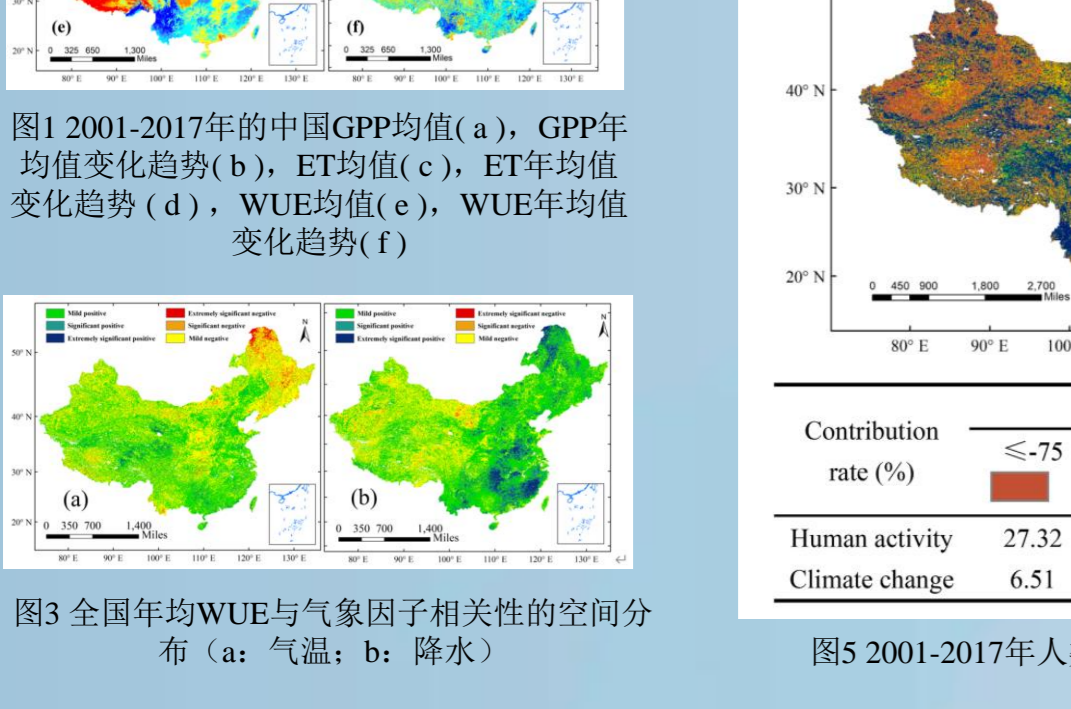 30° N
20° N
(e)
0 325 650 1,300
Miles
80° E 90° E 100° E 110° E 120° E 130° E
(f)
0 325 650 1,300
Miles
80° E 90° E 100° E 110° E 120° E 130° E
图1 2001-2017年的中国GPP均值( a )，GPP年
均值变化趋势( b )，ET均值( c )，ET年均值
变化趋势 ( d ) ，WUE均值( e )，WUE年均值
变化趋势( f )
Mild positive Extremely significant negative
Significant positive Significant negative
Extremely significant positive Mild negative
N
50° N
40° N
30° N
20° N
(a)
0 350 700 1,400
Miles
80° E 90° E 100° E 110° E 120° E 130° E
Mild positive Extremely significant negative
Significant positive Significant negative
Extremely significant positive Mild negative
N
(b)
0 350 700 1,400
Miles
80° E 90° E 100° E 110° E 120° E 130° E
图3 全国年均WUE与气象因子相关性的空间分
布（a：气温；b：降水）
40° N
30° N
20° N
0 450 900 1,800 2,700
Miles
80° E 90° E 100
Contribution
rate (%)
≤-75
Human activity 27.32
Climate change 6.51
图5 2001-2017年人